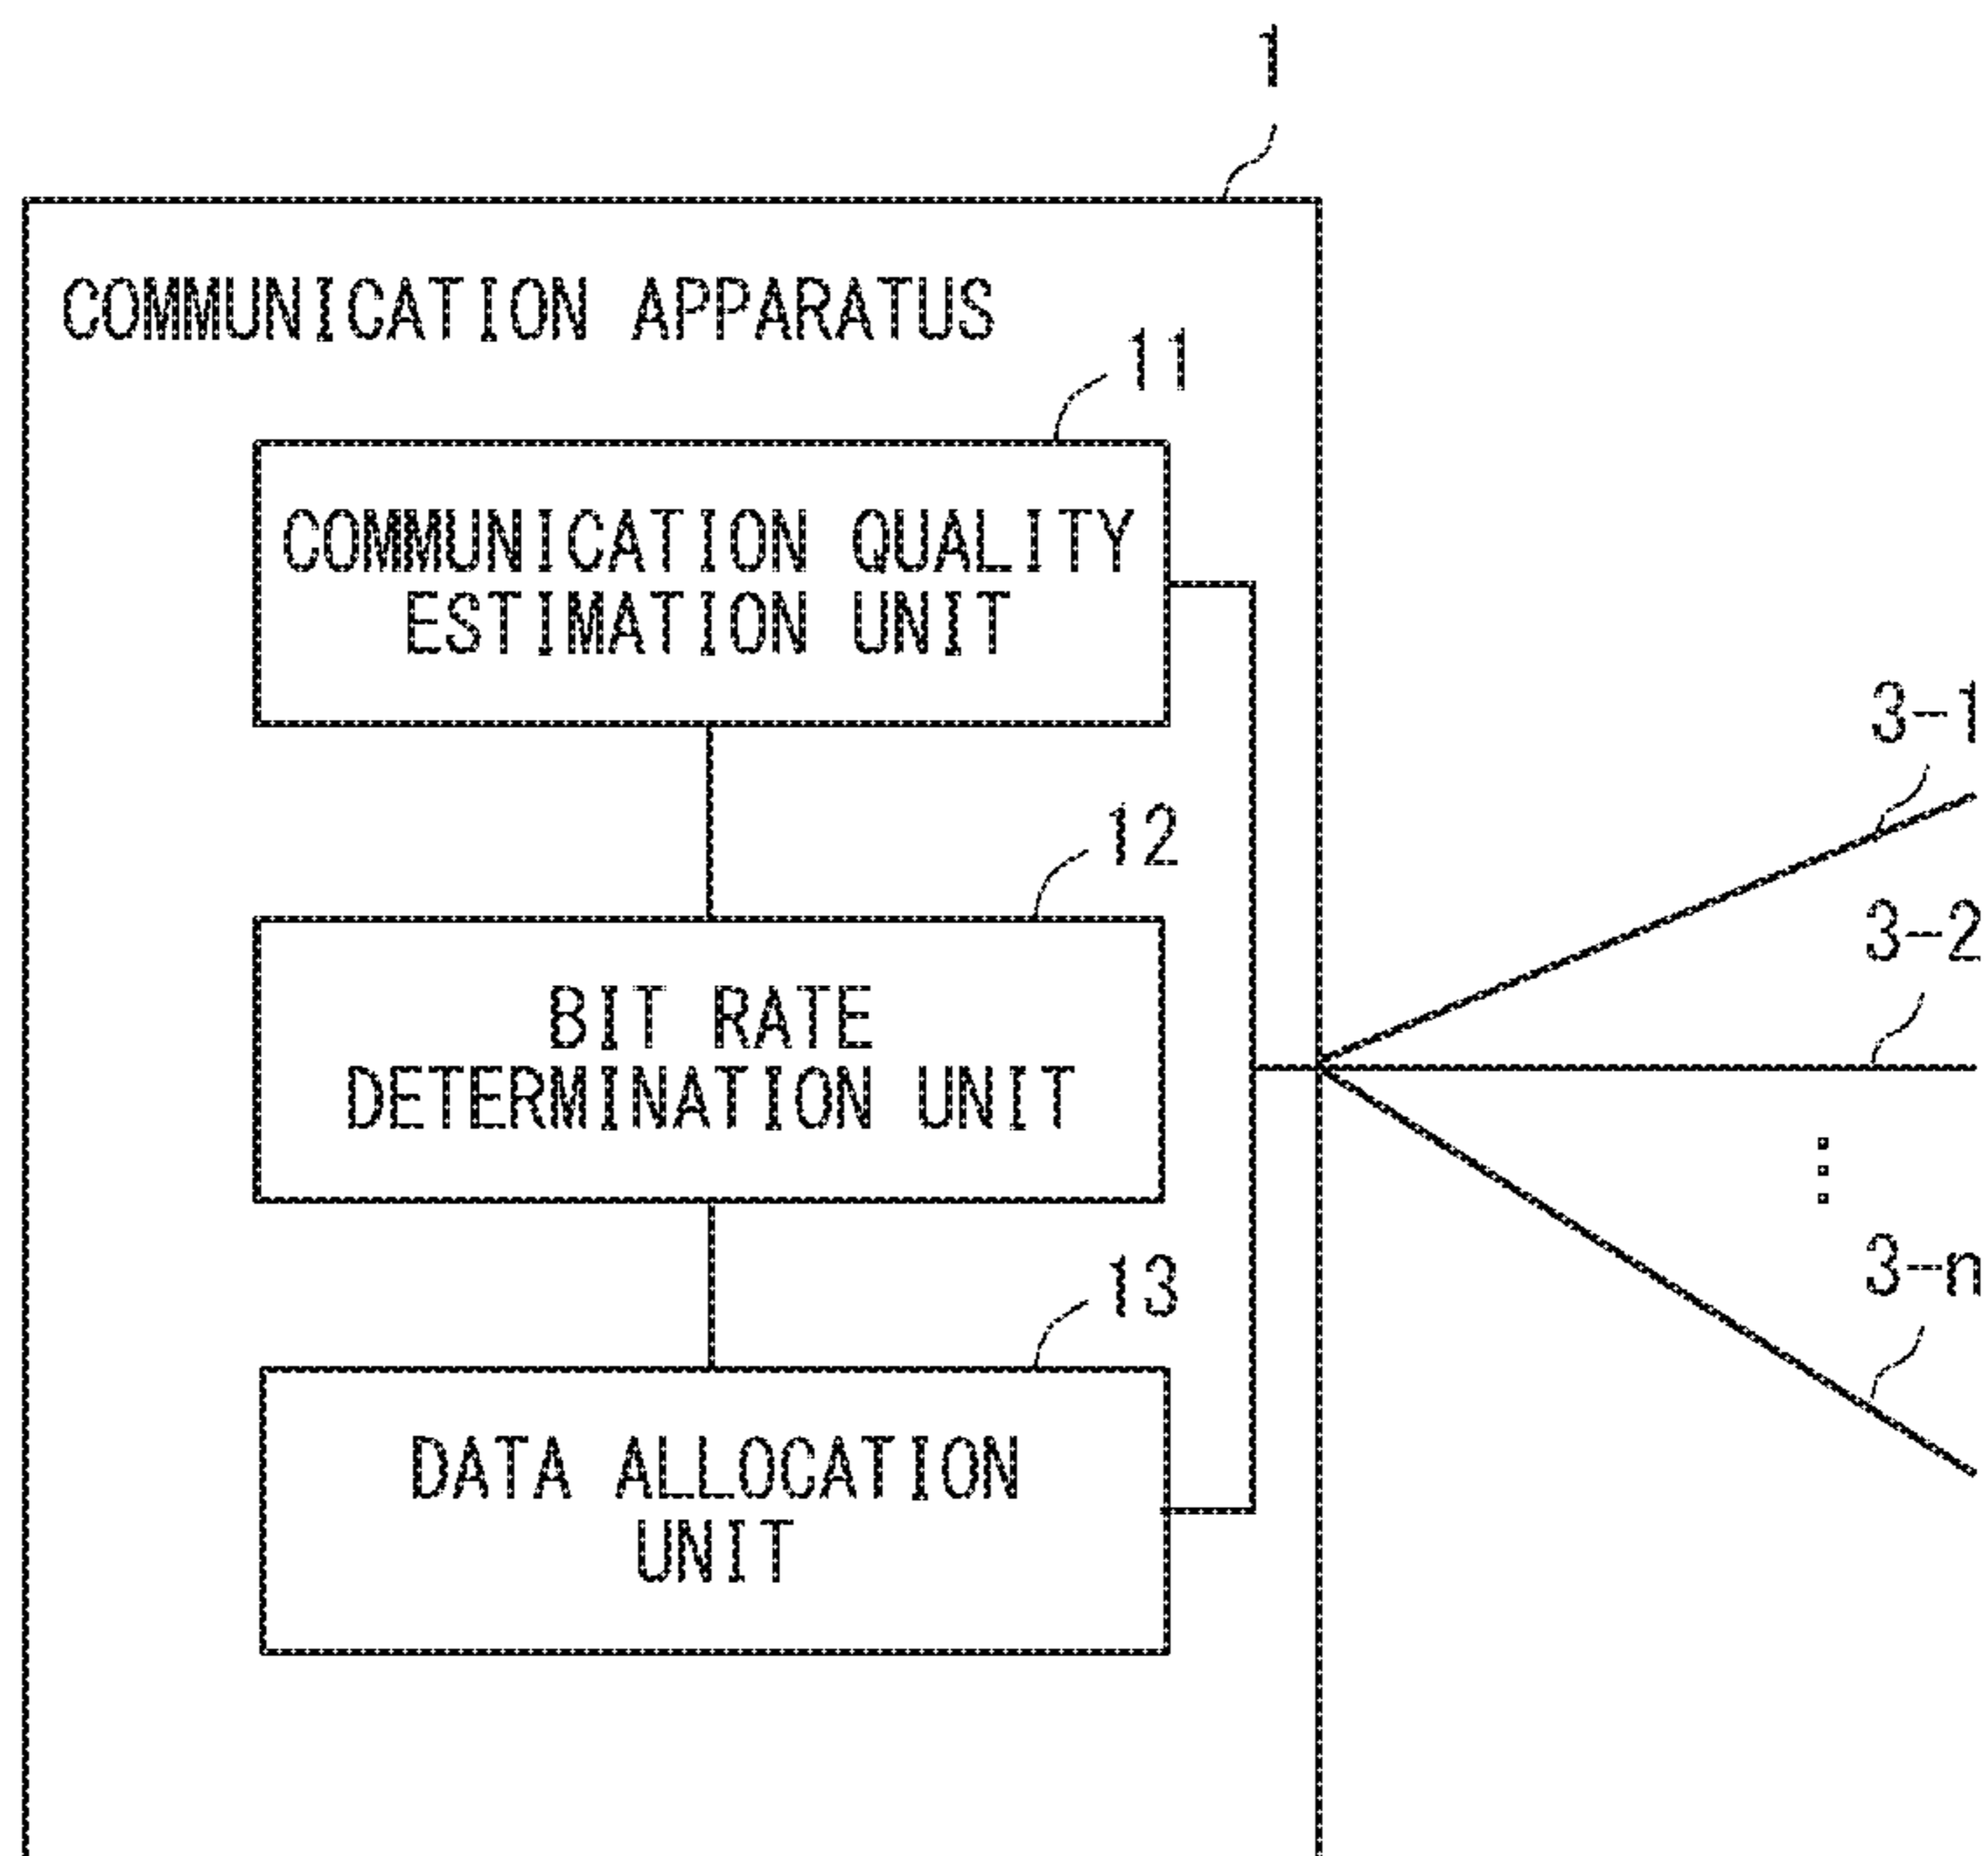 1
COMMUNICATION APPARATUS
11
COMMUNICATION QUALITY
ESTIMATION UNIT
3-1
12
3-2
BIT RATE
DETERMINATION UNIT
3-n
13
DATA ALLOCATION
UNIT